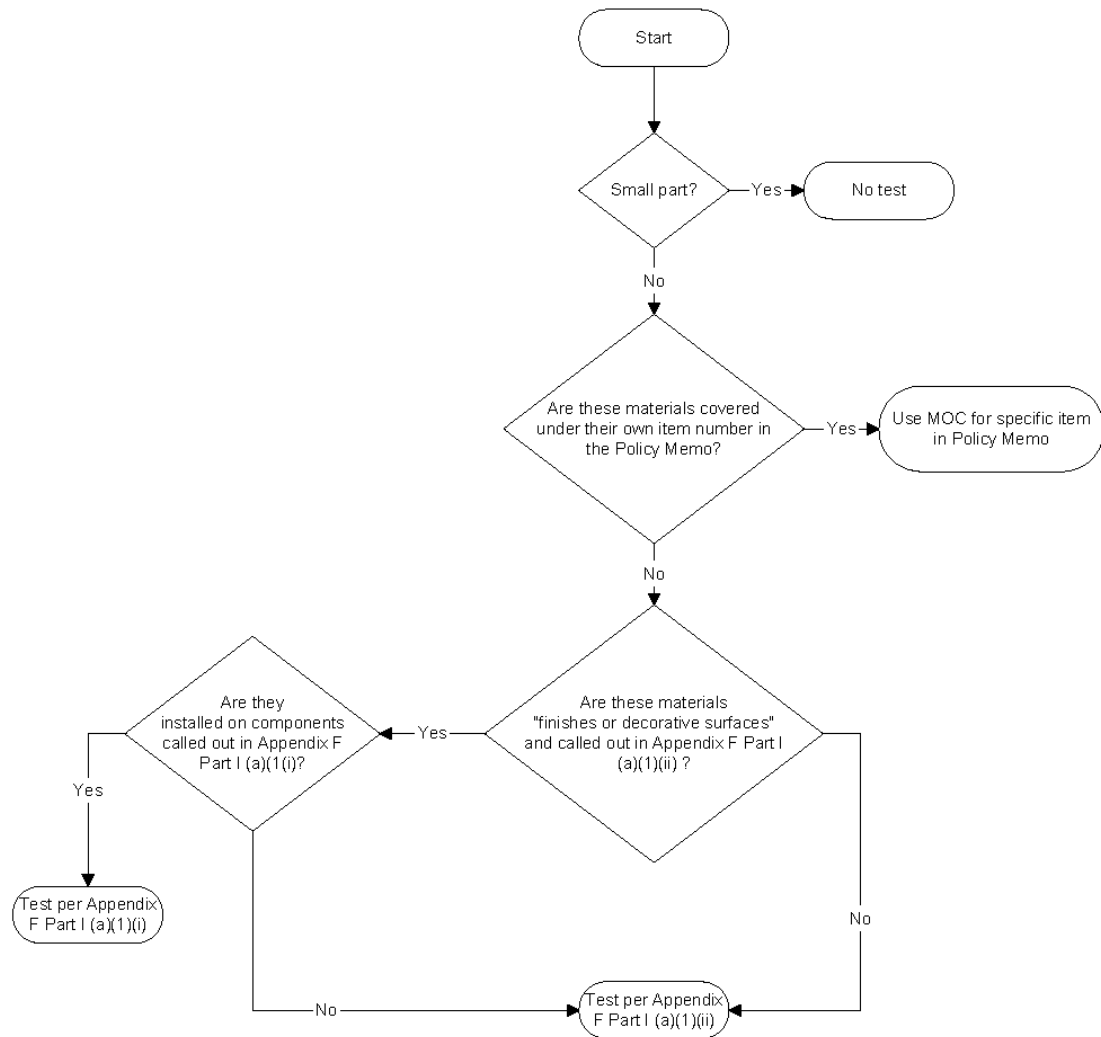 Start
Small part?
Yes
No test
No
Are these materials covered
under their own item number in
the Policy Memo?
Yes
Use MOC for specific item
in Policy Memo
No
Are these materials
"finishes or decorative surfaces"
and called out in Appendix F Part I
(a)(1)(ii) ?
Yes
Are they
installed on components
called out in Appendix F
Part I (a)(1(i)?
Yes
Test per Appendix
F Part I (a)(1)(i)
No
No
Test per Appendix
F Part I (a)(1)(ii)